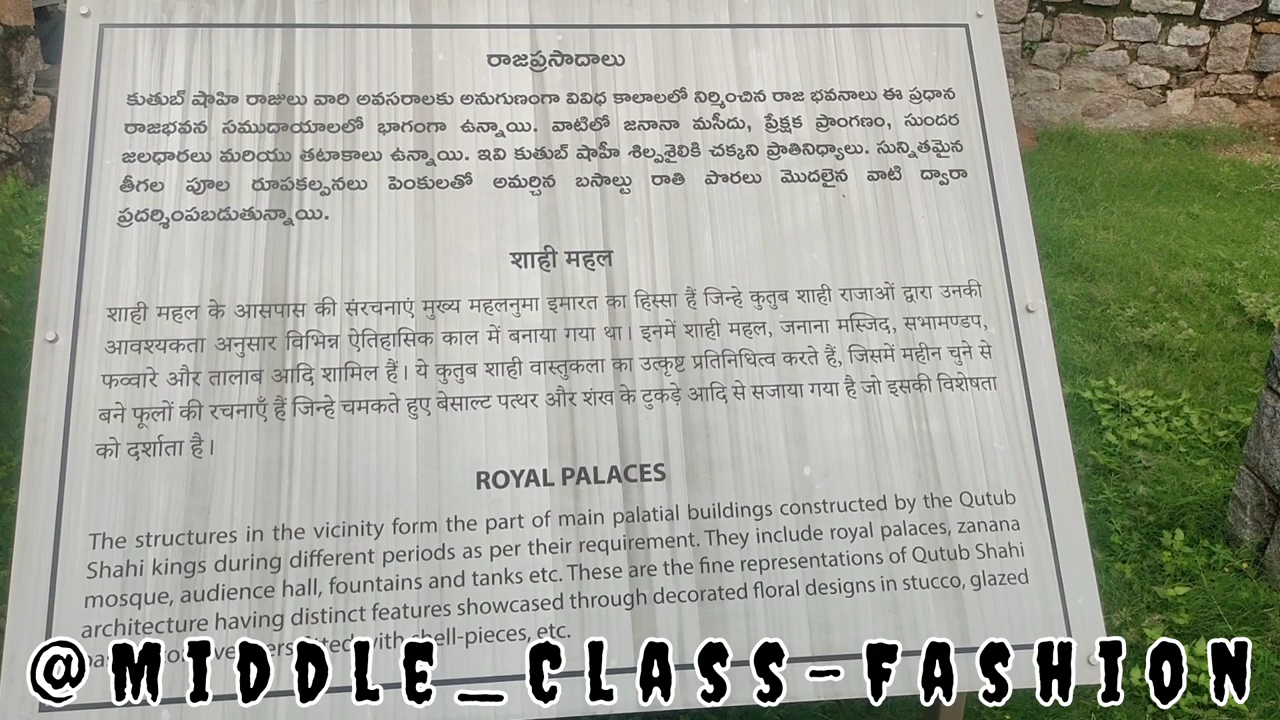 రాజప్రసాదాలు
కుతుబ్ షాహి రాజులు వారి అవసరాలకు అనుగుణంగా వివిధ కాలాలలో నిర్మించిన రాజ భవనాలు ఈ ప్రధాన
రాజభవన సముదాయాలలో భాగంగా ఉన్నాయి. వాటిలో జనానా మసీదు, ప్రేక్షక ప్రాంగణం, సుందర
జలధారలు మరియు తటాకాలు ఉన్నాయి. ఇవి కుతుబ్ షాహీ శిల్పశైలికి చక్కని ప్రాతినిధ్యాలు. సున్నితమైన
తీగల పూల రూపకల్పనలు పెంకులతో అమర్చిన బసాల్టు రాతి పొరలు మొదలైన వాటి ద్వారా
ప్రదర్శింపబడుతున్నాయి.
शाही महल
शाही महल के आसपास की संरचनाएं मुख्य महलनुमा इमारत का हिस्सा हैं जिन्हे कुतुब शाही राजाओं द्वारा उनकी
आवश्यकता अनुसार विभिन्न ऐतिहासिक काल में बनाया गया था। इनमें शाही महल, जनाना मस्जिद, सभामण्डप,
फव्वारे और तालाब आदि शामिल हैं। ये कुतुब शाही वास्तुकला का उत्कृष्ट प्रतिनिधित्व करते हैं, जिसमें महीन चुने से
बने फूलों की रचनाएँ हैं जिन्हे चमकते हुए बेसाल्ट पत्थर और शंख के टुकड़े आदि से सजाया गया है जो इसकी विशेषता
को दर्शाता है।
ROYAL PALACES
The structures in the vicinity form the part of main palatial buildings constructed by the Qutub
Shahi kings during different periods as per their requirement. They include royal palaces, zanana
mosque, audience hall, fountains and tanks etc. These are the fine representations of Qutub Shahi
architecture having distinct features showcased through decorated floral designs in stucco, glazed
with shell-pieces, etc.
@MIDDLE_CLASS-FASHION